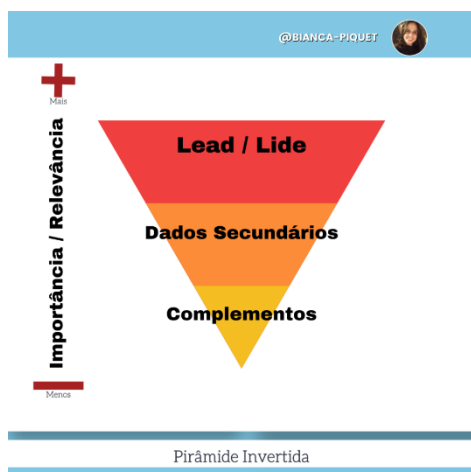 @BIANCA-PIQUET
Mais
Importância / Relevância
Menos
Lead / Lide
Dados Secundários
Complementos
Pirâmide Invertida